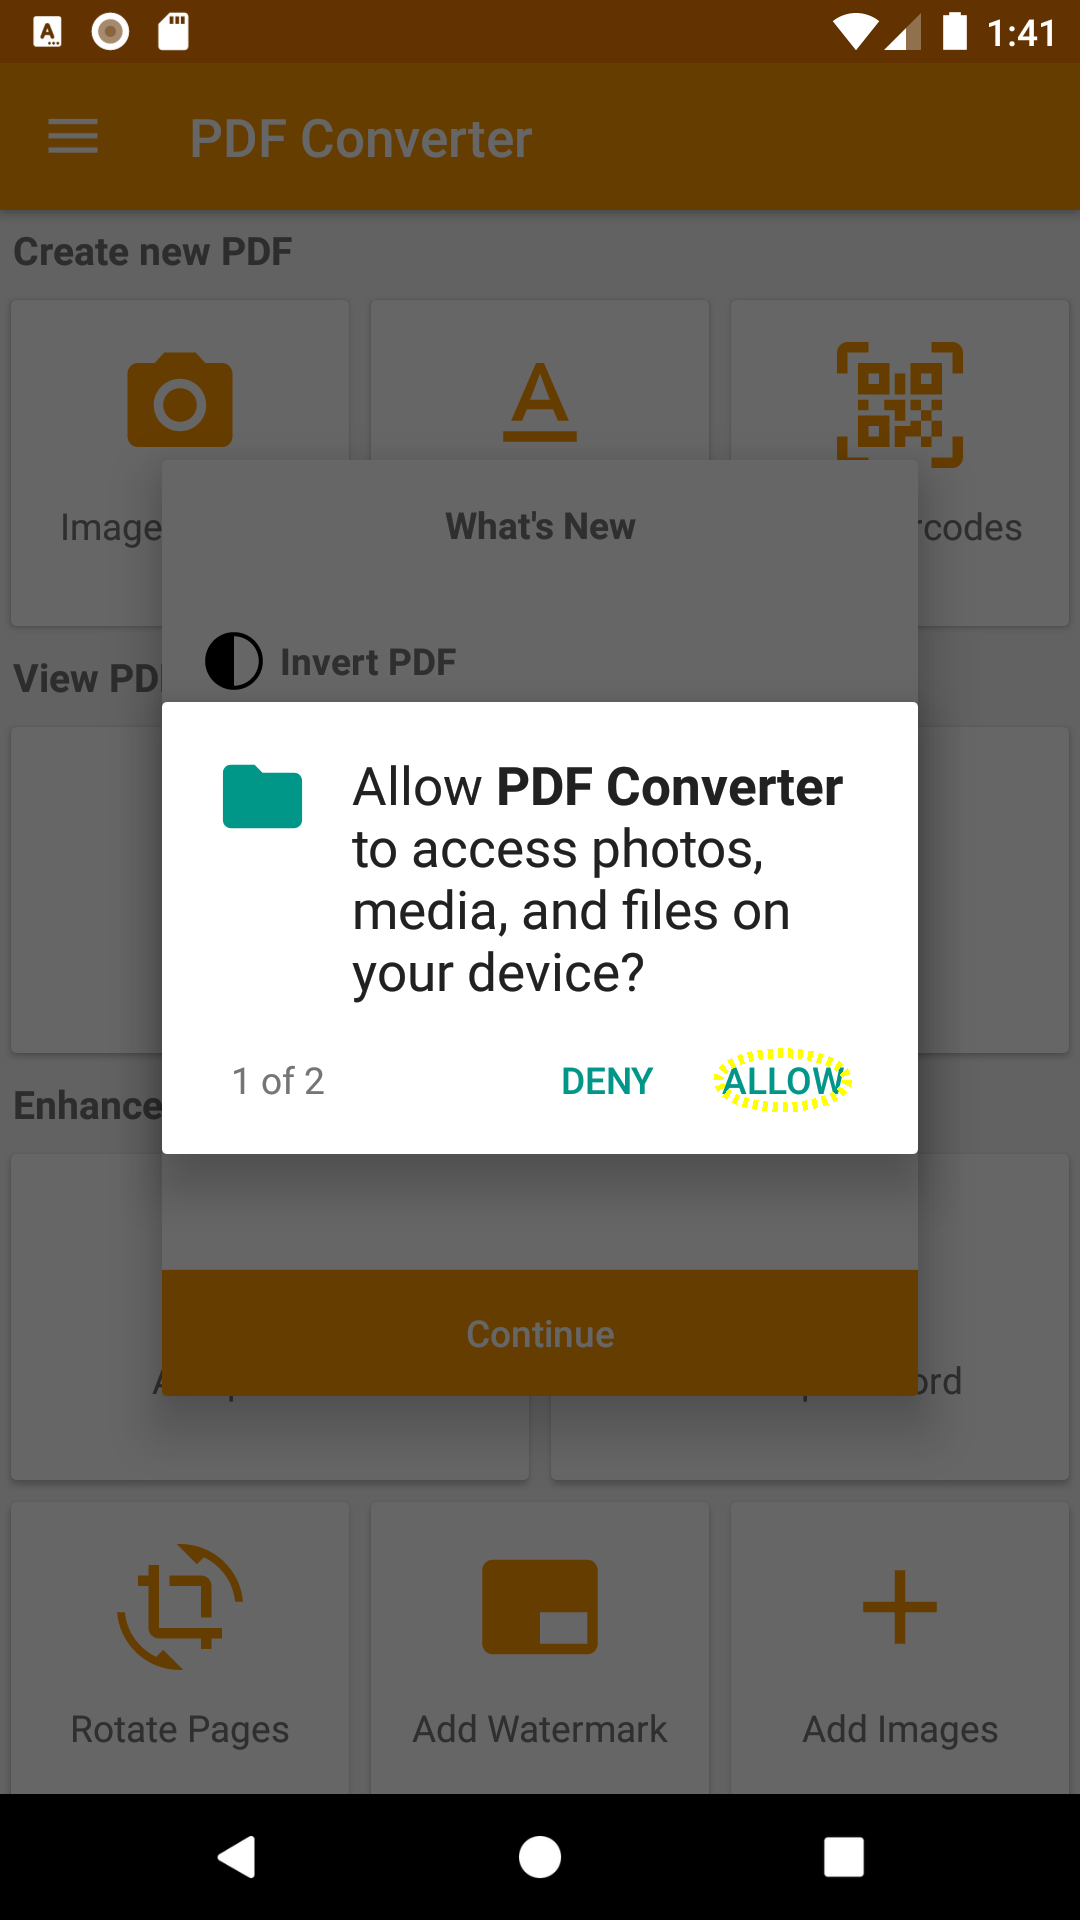 1:41
PDF Converter
Create new PDF
Image
rcodes
What's New
Invert PDF
View PD
Allow PDF Converter
to access photos,
media, and files on
your device?
1 of 2
DENY
ALLOW
Enhance
Continue
ord
Rotate Pages
Add Watermark
Add Images